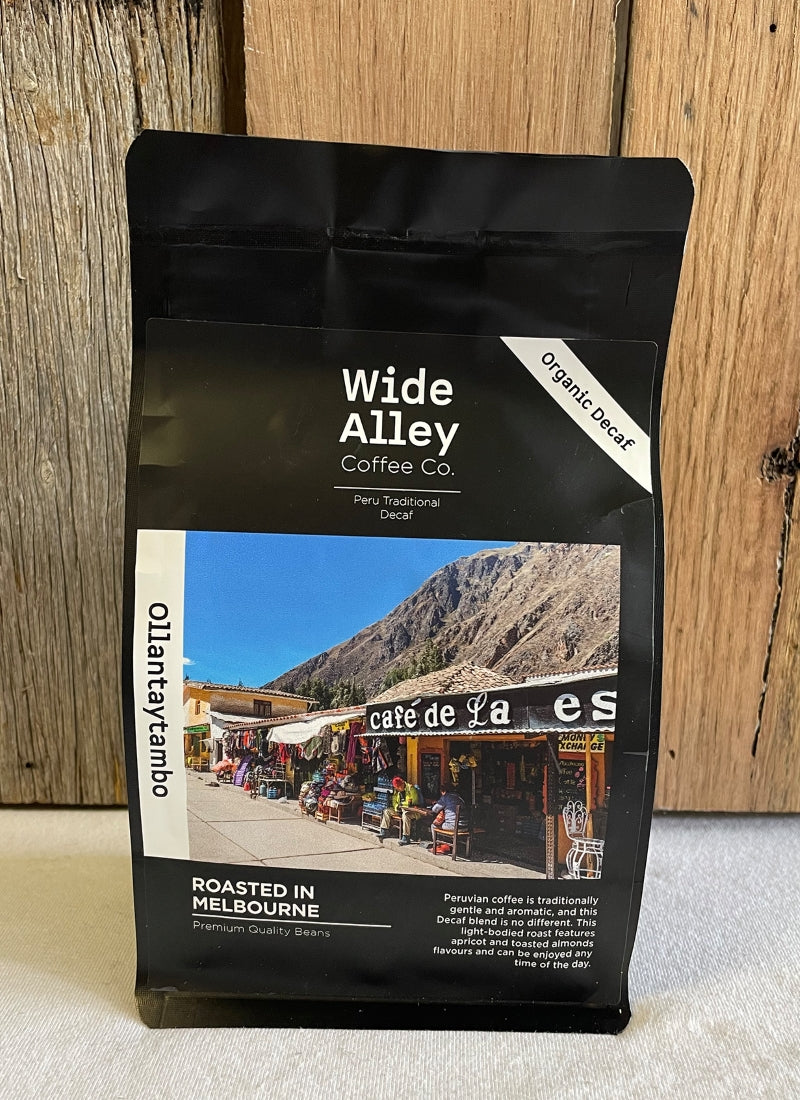 Wide
Alley
Coffee Co.
Peru Traditional
Decaf
Organic Decaf
Ollantaytambo
café de La es
MONEY
XCHANGE
ROASTED IN
MELBOURNE
Premium Quality Beans
Peruvian coffee is traditionally
gentle and aromatic, and this
Decaf blend is no different. This
light-bodied roast features
apricot and toasted almonds
flavours and can be enjoyed any
time of the day.